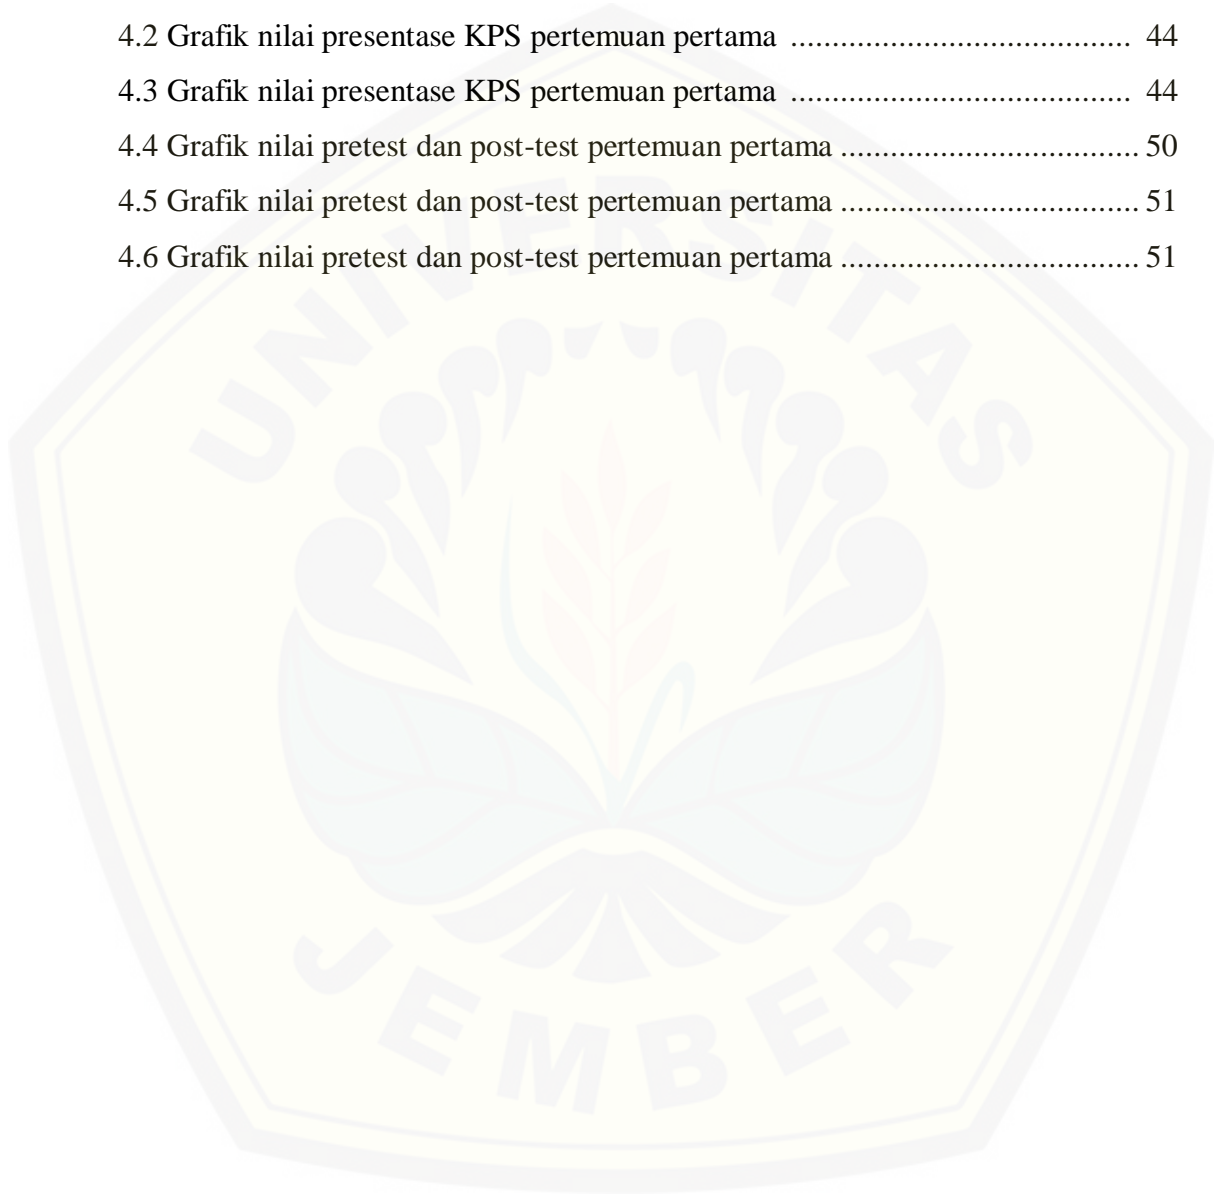 4.2 Grafik nilai presentase KPS pertemuan pertama ......................................... 44
4.3 Grafik nilai presentase KPS pertemuan pertama ......................................... 44
4.4 Grafik nilai pretest dan post-test pertemuan pertama .................................... 50
4.5 Grafik nilai pretest dan post-test pertemuan pertama .................................... 51
4.6 Grafik nilai pretest dan post-test pertemuan pertama .................................... 51
UNIVERSITAS
JEMBER